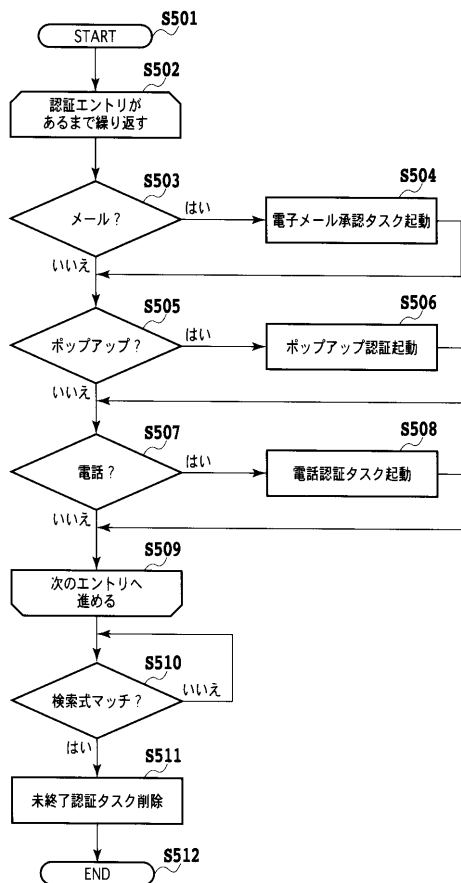 S501
START
S502
認証エントリが
あるまで繰り返す
S503
メール?
はい
いいえ
S504
電子メール承認タスク起動
S505
ポップアップ?
はい
いいえ
S506
ポップアップ認証起動
S507
電話?
はい
いいえ
S508
電話認証タスク起動
S509
次のエントリへ
進める
S510
検索式マッチ?
いいえ
はい
S511
未終了認証タスク削除
S512
END